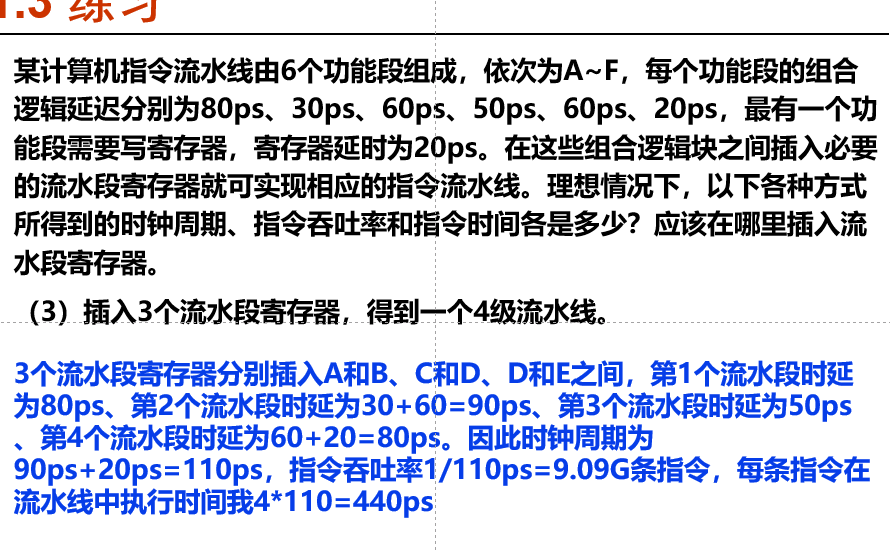 1.3 练习
某计算机指令流水线由6个功能段组成，依次为A~F，每个功能段的组合
逻辑延迟分别为80ps、30ps、60ps、50ps、60ps、20ps，最有一个功
能段需要写寄存器，寄存器延时为20ps。在这些组合逻辑块之间插入必要
的流水段寄存器就可实现相应的指令流水线。理想情况下，以下各种方式
所得到的时钟周期、指令吞吐率和指令时间各是多少？应该在哪里插入流
水段寄存器。
（3）插入3个流水段寄存器，得到一个4级流水线。
3个流水段寄存器分别插入A和B、C和D、D和E之间，第1个流水段时延
为80ps、第2个流水段时延为30+60=90ps、第3个流水段时延为50ps
、第4个流水段时延为60+20=80ps。因此时钟周期为
90ps+20ps=110ps，指令吞吐率1/110ps=9.09G条指令，每条指令在
流水线中执行时间我4*110=440ps